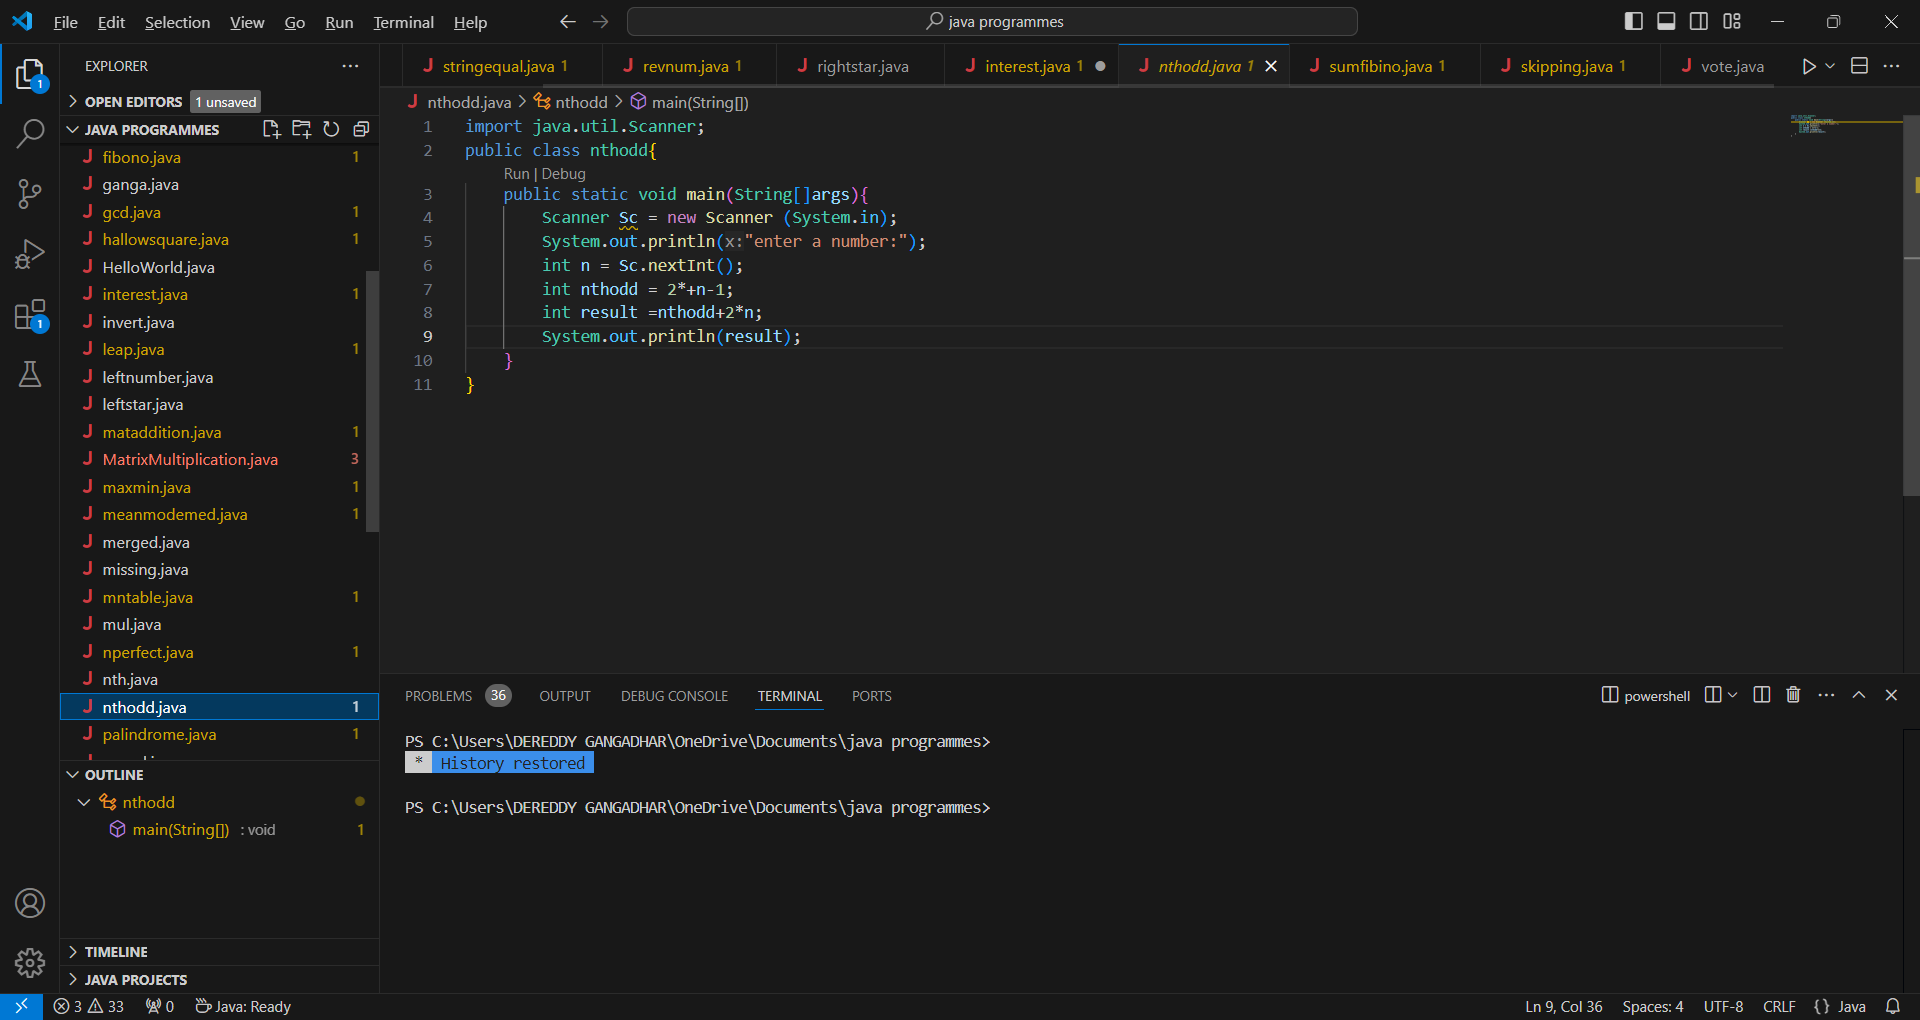 File Edit Selection View Go Run Terminal Help
java programmes
EXPLORER
1
OPEN EDITORS 1 unsaved
JAVA PROGRAMMES
J fibono.java 1
J ganga.java
J gcd.java 1
J hallowsquare.java 1
J HelloWorld.java
J interest.java 1
J invert.java
J leap.java 1
J leftnumber.java
J leftstar.java
J mataddition.java 1
J MatrixMultiplication.java 3
J maxmin.java 1
J meanmodemed.java 1
J merged.java
J missing.java
J mntable.java 1
J mul.java
J nperfect.java 1
J nth.java
J nthodd.java 1
J palindrome.java 1
1
OUTLINE
nthodd
main(String[]) : void 1
TIMELINE
JAVA PROJECTS
J stringequal.java 1 J revnum.java 1 J rightstar.java J interest.java 1 J nthodd.java 1 J sumfibino.java 1 J skipping.java 1 J vote.java
J nthodd.java > nthodd > main(String[])
1 import java.util.Scanner;
2 public class nthodd{
Run | Debug
3 public static void main(String[]args){
4 Scanner Sc = new Scanner (System.in);
5 System.out.println(x:"enter a number:");
6 int n = Sc.nextInt();
7 int nthodd = 2*+n-1;
8 int result =nthodd+2*n;
9 System.out.println(result);
10 }
11 }
PROBLEMS 36 OUTPUT DEBUG CONSOLE TERMINAL PORTS
powershell
PS C:\Users\DEREDDY GANGADHAR\OneDrive\Documents\java programmes>
* History restored
PS C:\Users\DEREDDY GANGADHAR\OneDrive\Documents\java programmes>
3 33 0 Java: Ready
Ln 9, Col 36 Spaces: 4 UTF-8 CRLF {} Java